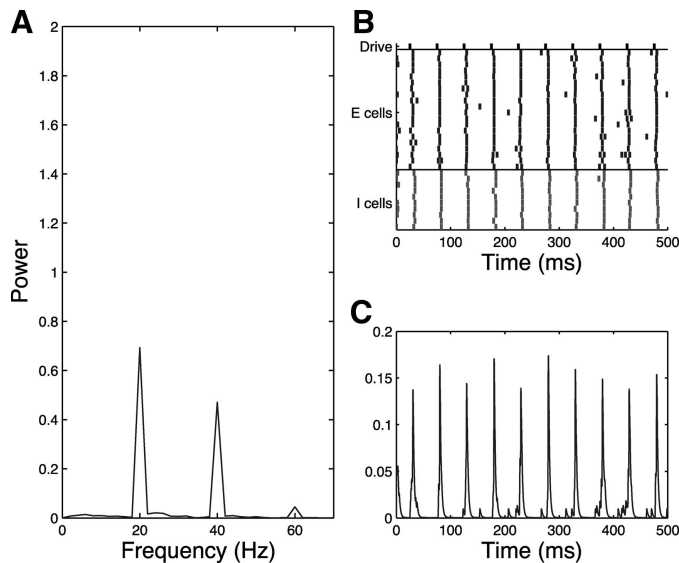 A
2
1.8
1.6
1.4
1.2
1
0.8
0.6
0.4
0.2
0
Power
0 20 40 60
Frequency (Hz)
B
Drive
E cells
I cells
0 100 200 300 400 500
Time (ms)
C
0.2
0.15
0.1
0.05
0
0 100 200 300 400 500
Time (ms)